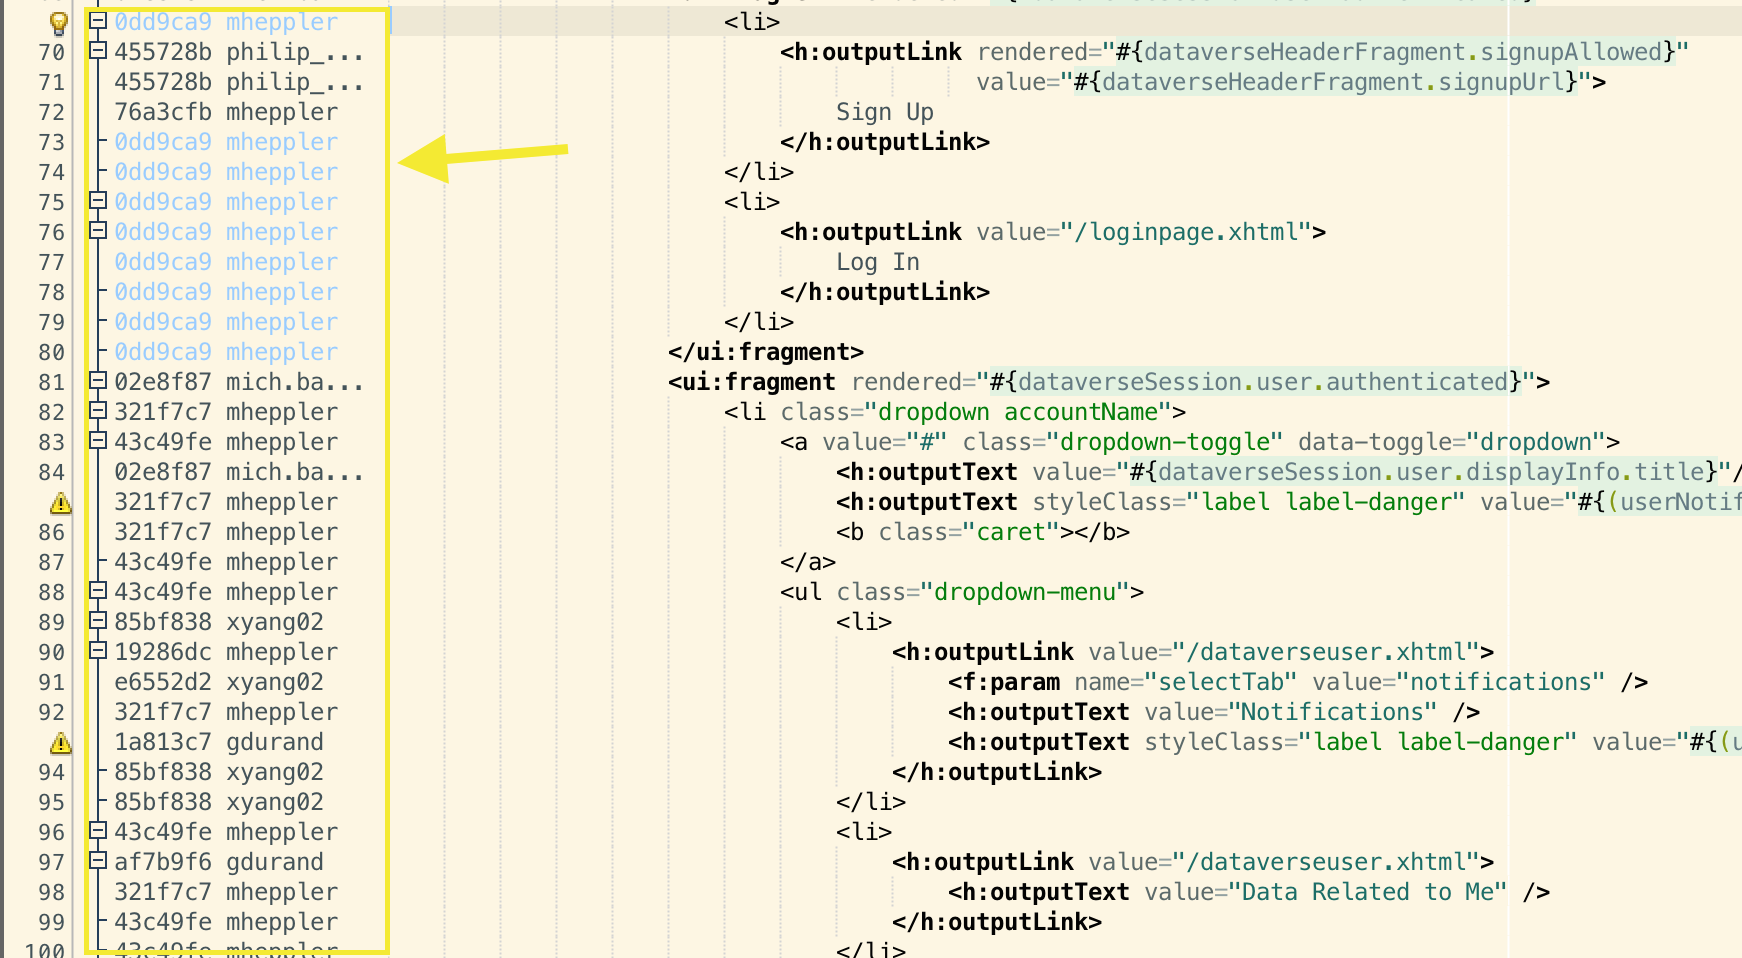 0dd9ca9 mheppler <li>
70 455728b philip_... <h:outputLink rendered="#{dataverseHeaderFragment.signupAllowed}"
71 455728b philip_... value="#{dataverseHeaderFragment.signupUrl}">
72 76a3cfb mheppler Sign Up
73 0dd9ca9 mheppler </h:outputLink>
74 0dd9ca9 mheppler </li>
75 0dd9ca9 mheppler <li>
76 0dd9ca9 mheppler <h:outputLink value="/loginpage.xhtml">
77 0dd9ca9 mheppler Log In
78 0dd9ca9 mheppler </h:outputLink>
79 0dd9ca9 mheppler </li>
80 0dd9ca9 mheppler </ui:fragment>
81 02e8f87 mich.ba... <ui:fragment rendered="#{dataverseSession.user.authenticated}">
82 321f7c7 mheppler <li class="dropdown accountName">
83 43c49fe mheppler <a value="#" class="dropdown-toggle" data-toggle="dropdown">
84 02e8f87 mich.ba... <h:outputText value="#{dataverseSession.user.displayInfo.title}"/
321f7c7 mheppler <h:outputText styleClass="label label-danger" value="#{(userNotif
86 321f7c7 mheppler <b class="caret"></b>
87 43c49fe mheppler </a>
88 43c49fe mheppler <ul class="dropdown-menu">
89 85bf838 xyang02 <li>
90 19286dc mheppler <h:outputLink value="/dataverseuser.xhtml">
91 e6552d2 xyang02 <f:param name="selectTab" value="notifications" />
92 321f7c7 mheppler <h:outputText value="Notifications" />
1a813c7 gdurand <h:outputText styleClass="label label-danger" value="#{(u
94 85bf838 xyang02 </h:outputLink>
95 85bf838 xyang02 </li>
96 43c49fe mheppler <li>
97 af7b9f6 gdurand <h:outputLink value="/dataverseuser.xhtml">
98 321f7c7 mheppler <h:outputText value="Data Related to Me" />
99 43c49fe mheppler </h:outputLink>
100 43c49fe mheppler </li>